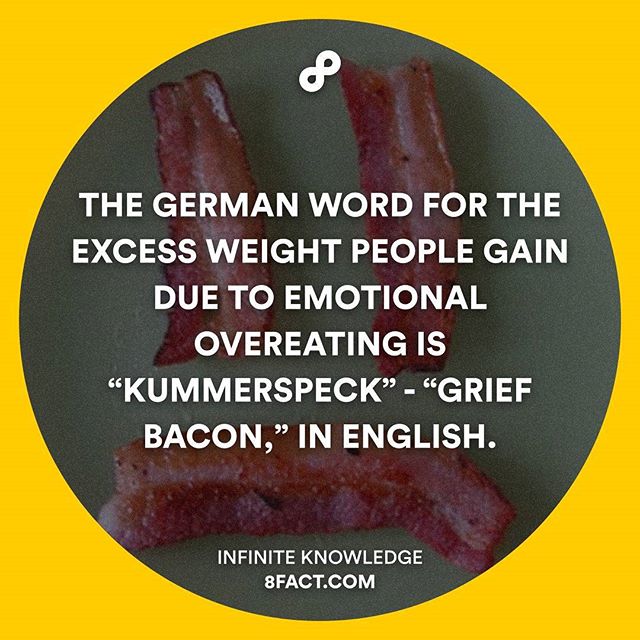 THE GERMAN WORD FOR THE
EXCESS WEIGHT PEOPLE GAIN
DUE TO EMOTIONAL
OVEREATING IS
“KUMMERSPECK” - “GRIEF
BACON,” IN ENGLISH.
INFINITE KNOWLEDGE
8FACT.COM